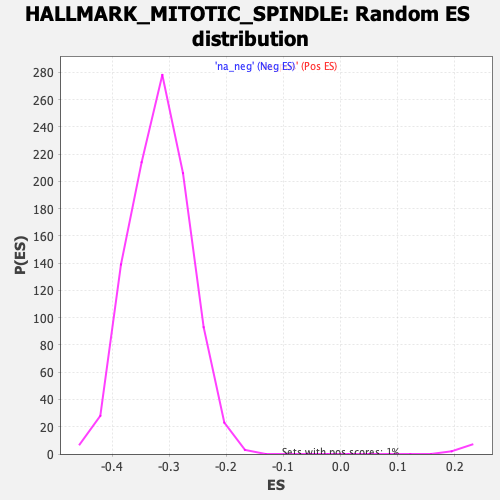 HALLMARK_MITOTIC_SPINDLE: Random ES
distribution
'na_neg' (Neg ES)' (Pos ES)
280
260
240
220
200
180
160
140
120
100
80
60
40
20
0
P(ES)
Sets with pos scores: 1%
-0.4 -0.3 -0.2 -0.1 0.0 0.1 0.2
ES